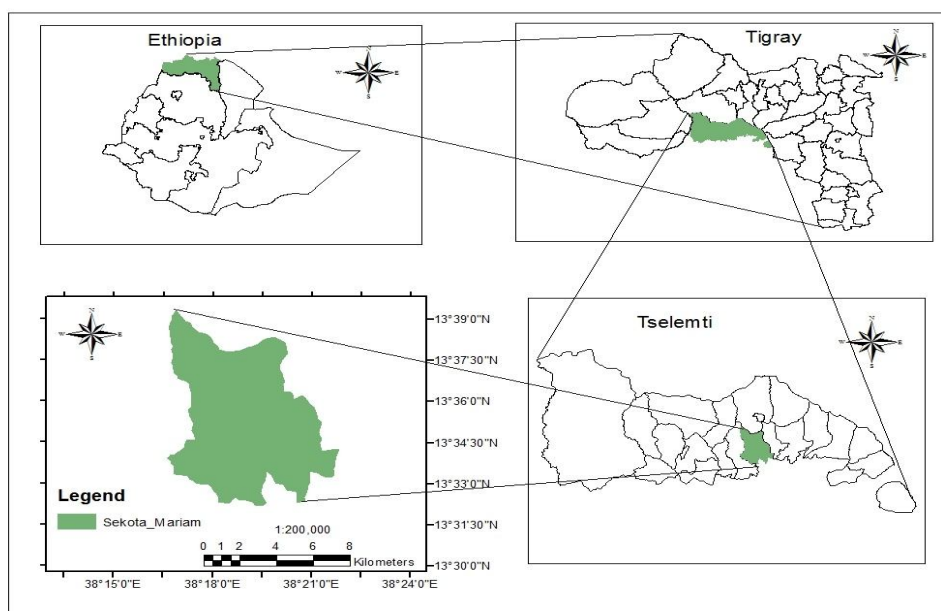 Ethiopia
N
W E
S
Tigray
N
W E
S
N
W E
S
13°39'0"N
13°37'30"N
13°36'0"N
13°34'30"N
13°33'0"N
13°31'30"N
13°30'0"N
Legend
Sekota_Mariam
1:200,000
0 1 2 4 6 8
Kilometers
38°15'0"E 38°18'0"E 38°21'0"E 38°24'0"E
Tselemti
N
W E
S